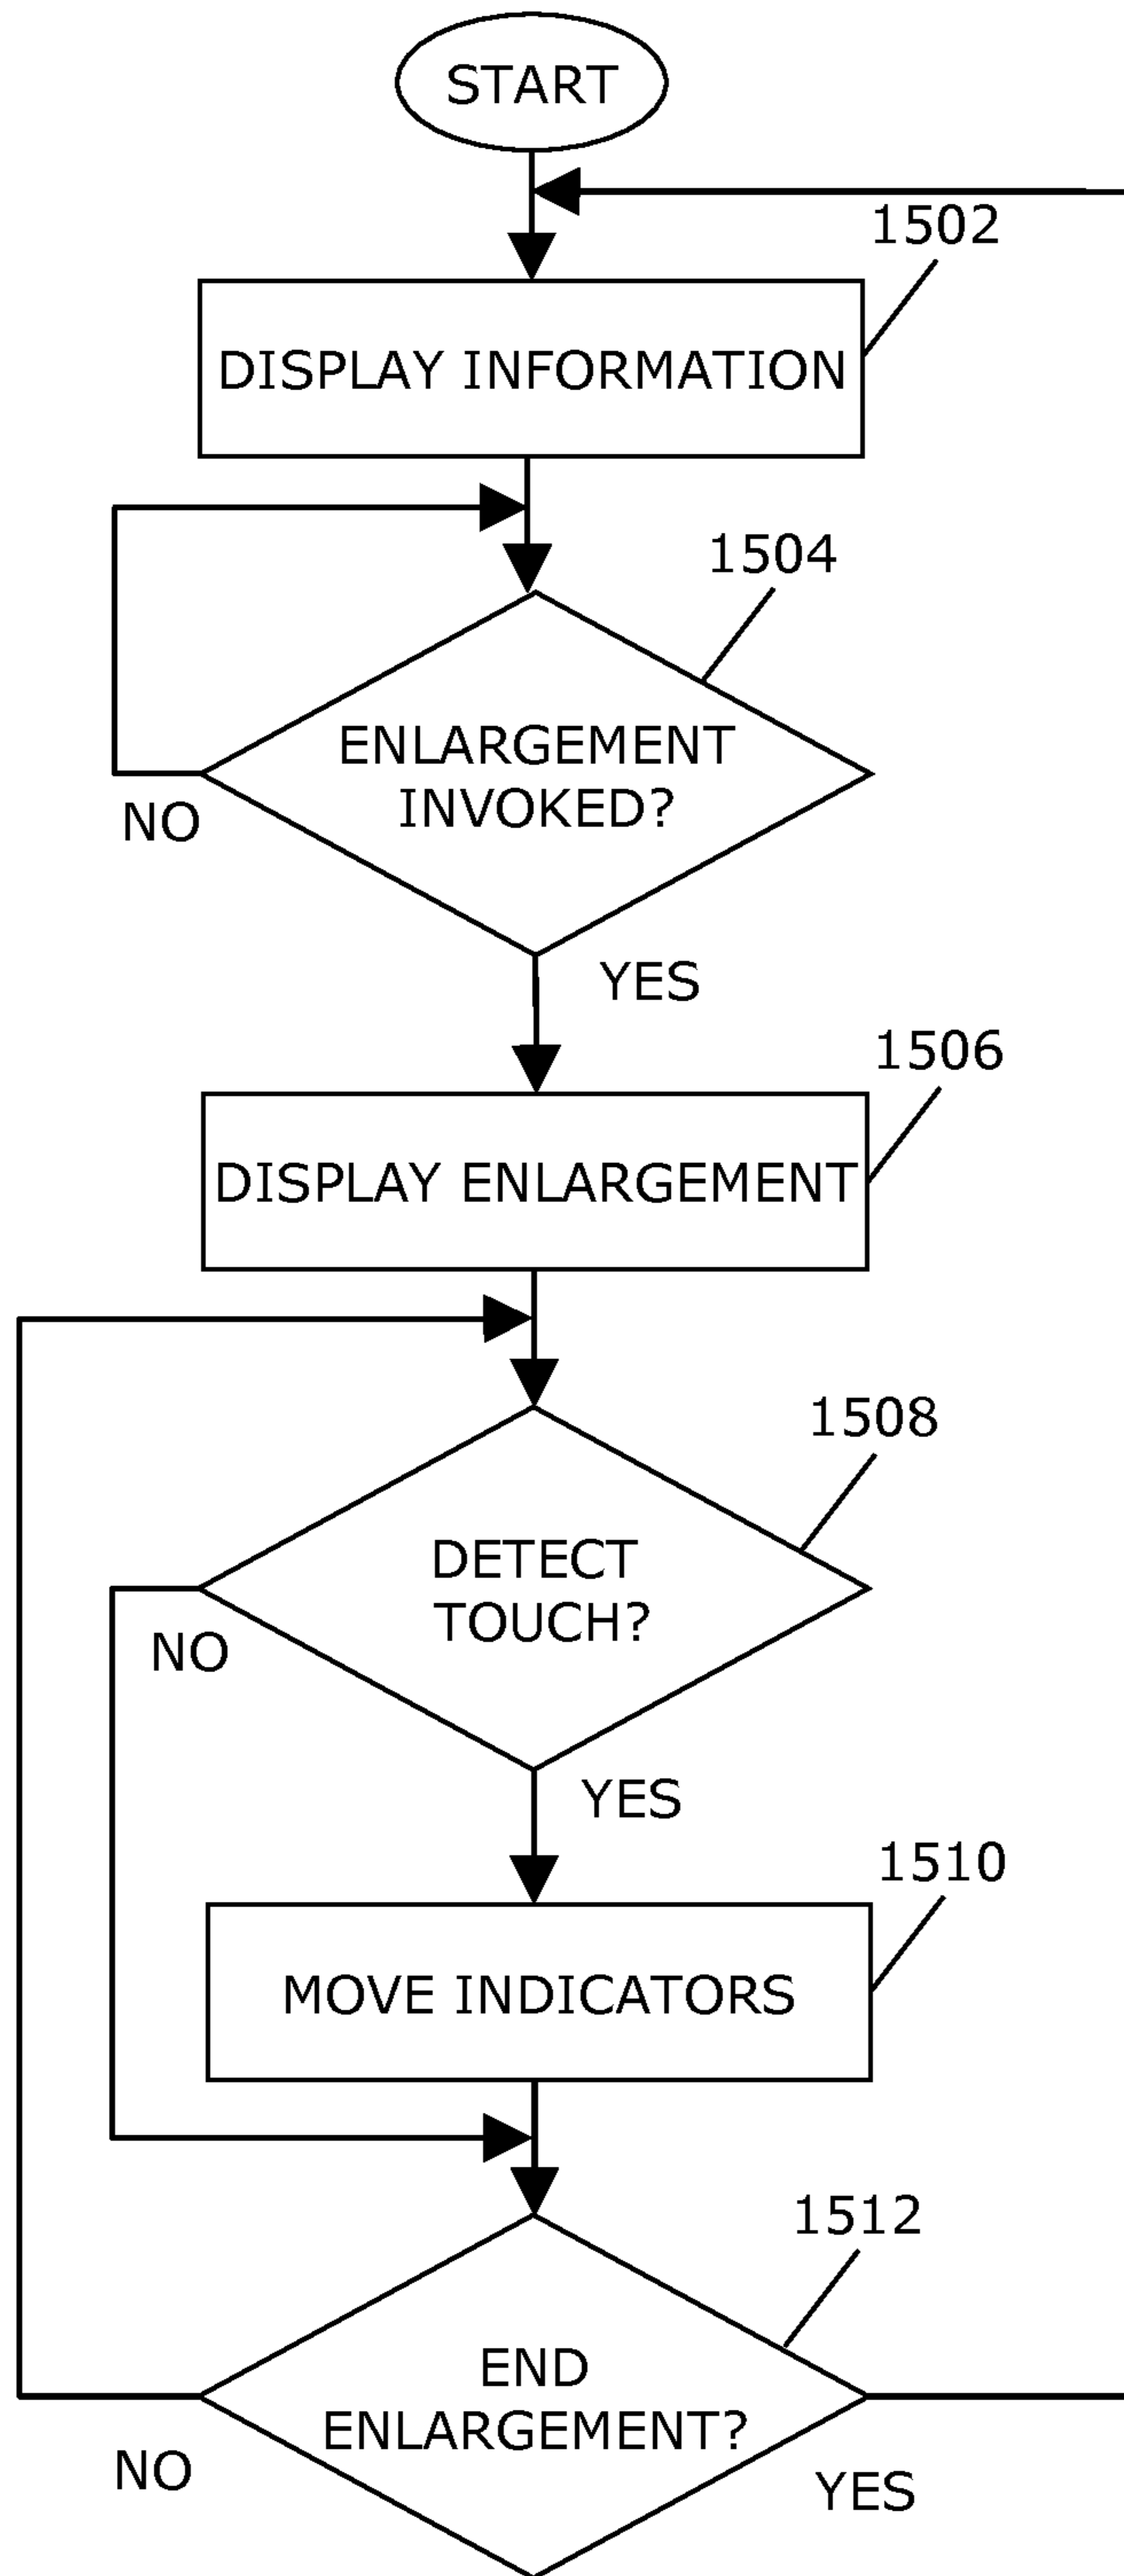 START
1502
DISPLAY INFORMATION
1504
ENLARGEMENT
INVOKED?
NO
YES
1506
DISPLAY ENLARGEMENT
1508
DETECT
TOUCH?
NO
YES
1510
MOVE INDICATORS
1512
END
ENLARGEMENT?
NO
YES